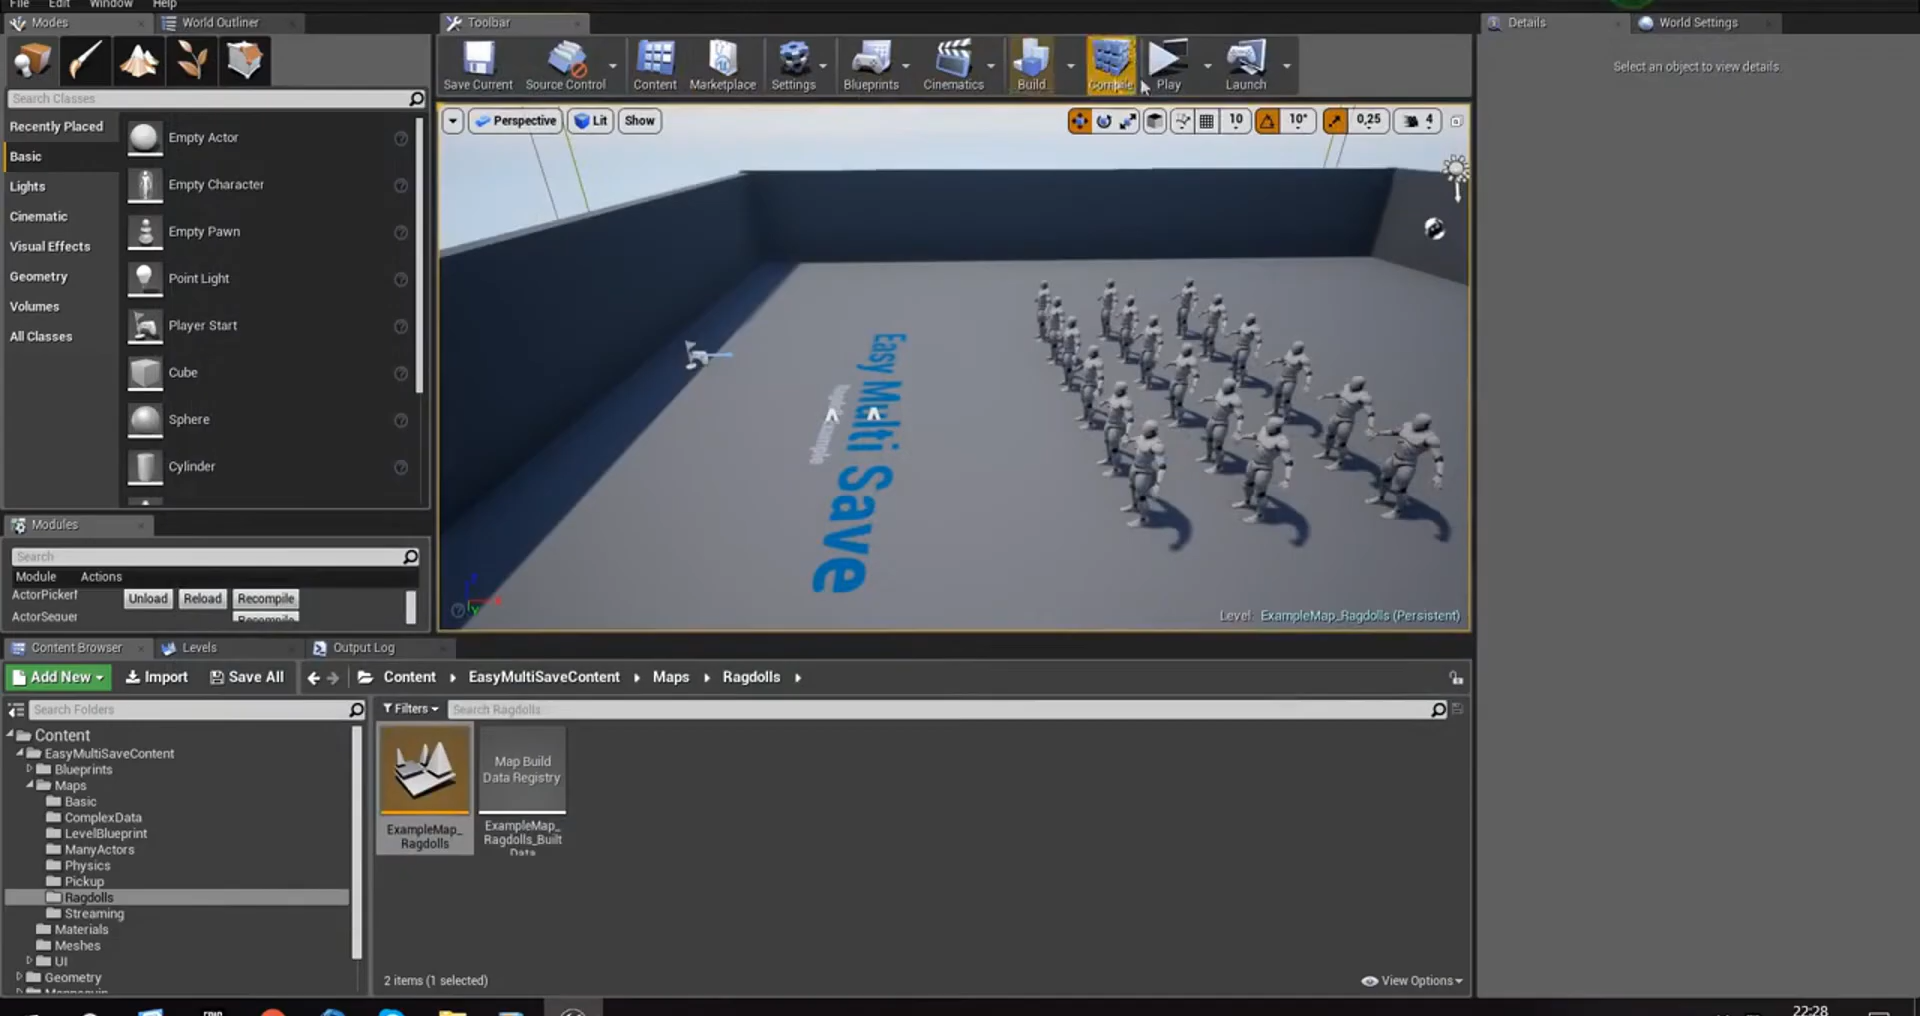 File Edit Window Help
Modes World Outliner Toolbar Details World Settings
Save Current Source Control Content Marketplace Settings Blueprints Cinematics Build Compile Play Launch
Select an object to view details.
Search Classes
Perspective Lit Show 10 10° 0,25 4
Recently Placed
Basic
Lights
Cinematic
Visual Effects
Geometry
Volumes
All Classes
Empty Actor
Empty Character
Empty Pawn
Point Light
Player Start
Cube
Sphere
Cylinder
Easy Multi Save
Level: ExampleMap_Ragdolls (Persistent)
Modules
Search
Module Actions
ActorPickerM Unload Reload Recompile
ActorSequer Recompile
Content Browser Levels Output Log
Add New Import Save All Content EasyMultiSaveContent Maps Ragdolls
Search Folders
Filters Search Ragdolls
Content
EasyMultiSaveContent
Blueprints
Maps
Basic
ComplexData
LevelBlueprint
ManyActors
Physics
Pickup
Ragdolls
Streaming
Materials
Meshes
UI
Geometry
Map Build
Data Registry
ExampleMap_
Ragdolls
ExampleMap_
Ragdolls_Built
Data
2 items (1 selected)
View Options
22:28